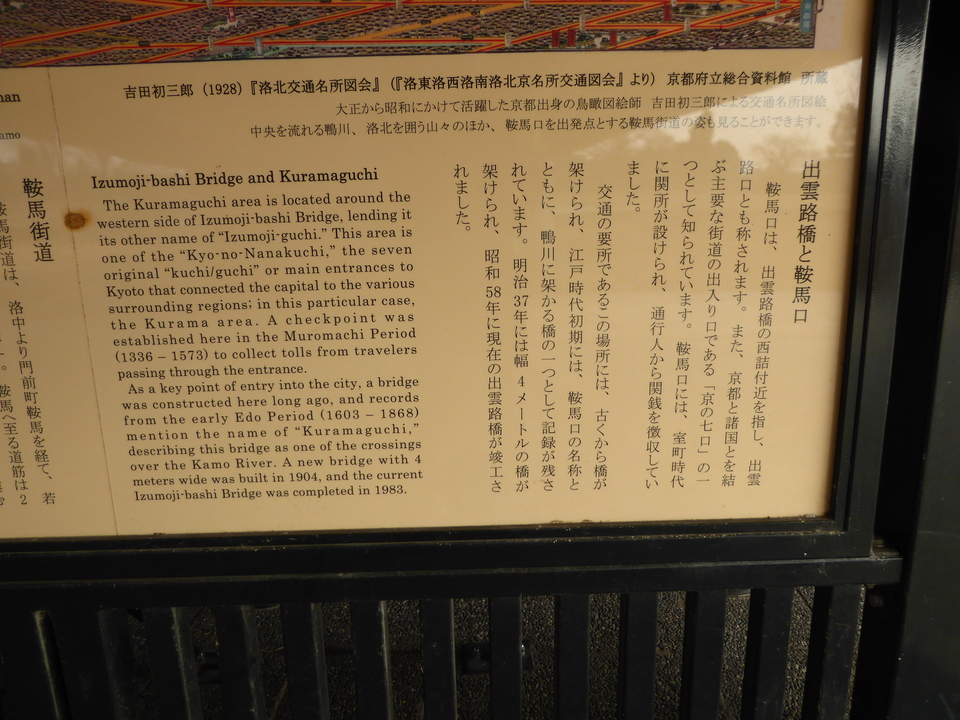 吉田初三郎（1928）『洛北交通名所図会』（『洛東洛西洛南洛北京名所交通図会』より） 京都府立総合資料館 所蔵
大正から昭和にかけて活躍した京都出身の鳥瞰図絵師 吉田初三郎による交通名所図絵
中央を流れる鴨川、洛北を囲う山々のほか、鞍馬口を出発点とする鞍馬街道の姿も見ることができます。
出雲路橋と鞍馬口
鞍馬口は、出雲路橋の西詰付近を指し、出雲
路口とも称されます。また、京都と諸国とを結
ぶ主要な街道の出入り口である「京の七口」の一
つとして知られています。鞍馬口には、室町時代
に関所が設けられ、通行人から関銭を徴収してい
ました。
交通の要所であるこの場所には、古くから橋が
架けられ、江戸時代初期には、鞍馬口の名称と
ともに、鴨川に架かる橋の一つとして記録が残さ
れています。明治37年には幅4メートルの橋が
架けられ、昭和58年に現在の出雲路橋が竣工さ
れました。
Izumoji-bashi Bridge and Kuramaguchi
The Kuramaguchi area is located around the
western side of Izumoji-bashi Bridge, lending it
its other name of “Izumoji-guchi.” This area is
one of the “Kyo-no-Nanakuchi,” the seven
original “kuchi/guchi” or main entrances to
Kyoto that connected the capital to the various
surrounding regions; in this particular case,
the Kurama area. A checkpoint was
established here in the Muromachi Period
(1336 – 1573) to collect tolls from travelers
passing through the entrance.
As a key point of entry into the city, a bridge
was constructed here long ago, and records
from the early Edo Period (1603 – 1868)
mention the name of “Kuramaguchi,”
describing this bridge as one of the crossings
over the Kamo River. A new bridge with 4
meters wide was built in 1904, and the current
Izumoji-bashi Bridge was completed in 1983.
鞍馬街道
鞍馬街道は、洛中より門前町鞍馬を経て、若
鞍馬へ至る道筋は2